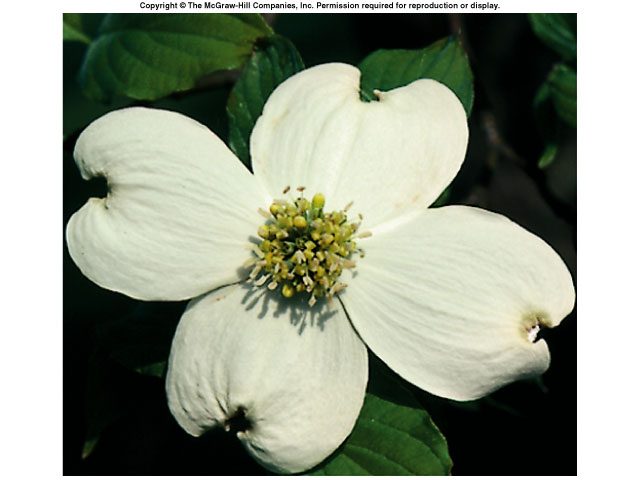 Copyright © The McGraw-Hill Companies, Inc. Permission required for reproduction or display.